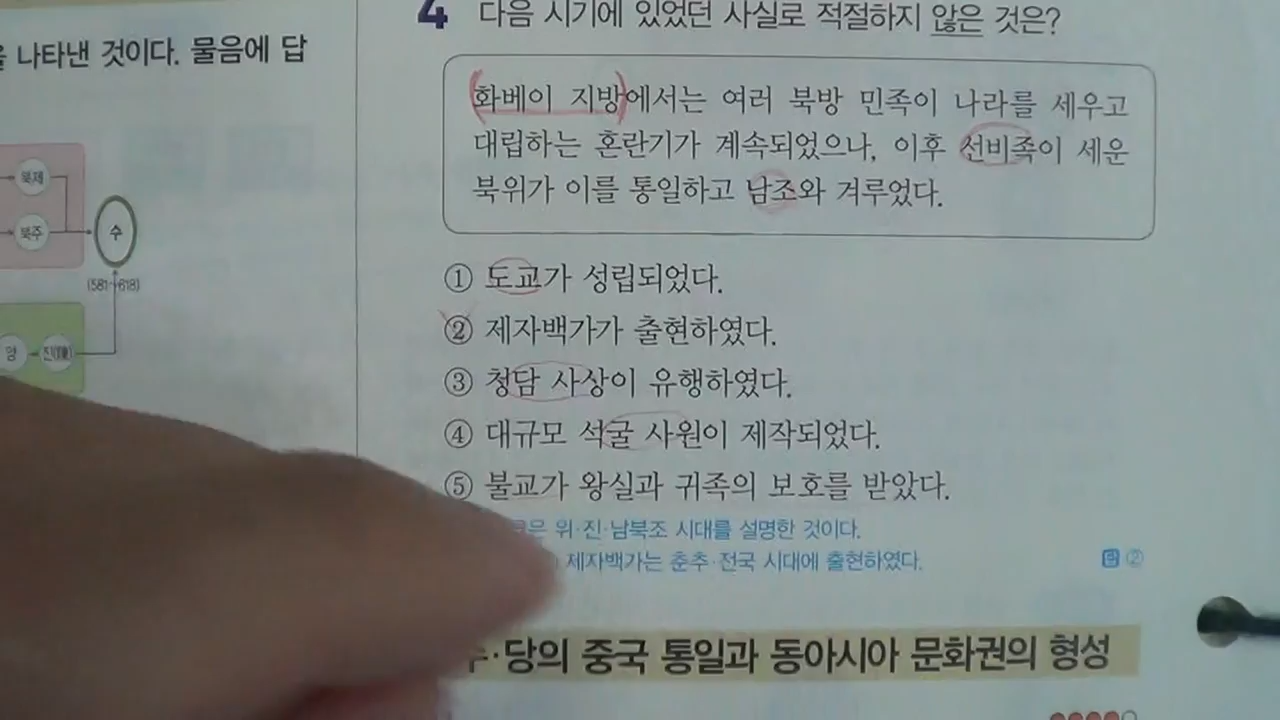 나타낸 것이다. 물음에 답
북제
북주
수
(581~618)
양
진(陳)
4 다음 시기에 있었던 사실로 적절하지 않은 것은?
화베이 지방에서는 여러 북방 민족이 나라를 세우고
대립하는 혼란기가 계속되었으나, 이후 선비족이 세운
북위가 이를 통일하고 남조와 겨루었다.
① 도교가 성립되었다.
② 제자백가가 출현하였다.
③ 청담 사상이 유행하였다.
④ 대규모 석굴 사원이 제작되었다.
⑤ 불교가 왕실과 귀족의 보호를 받았다.
위·진·남북조 시대를 설명한 것이다.
제자백가는 춘추·전국 시대에 출현하였다.
답 ②
수·당의 중국 통일과 동아시아 문화권의 형성